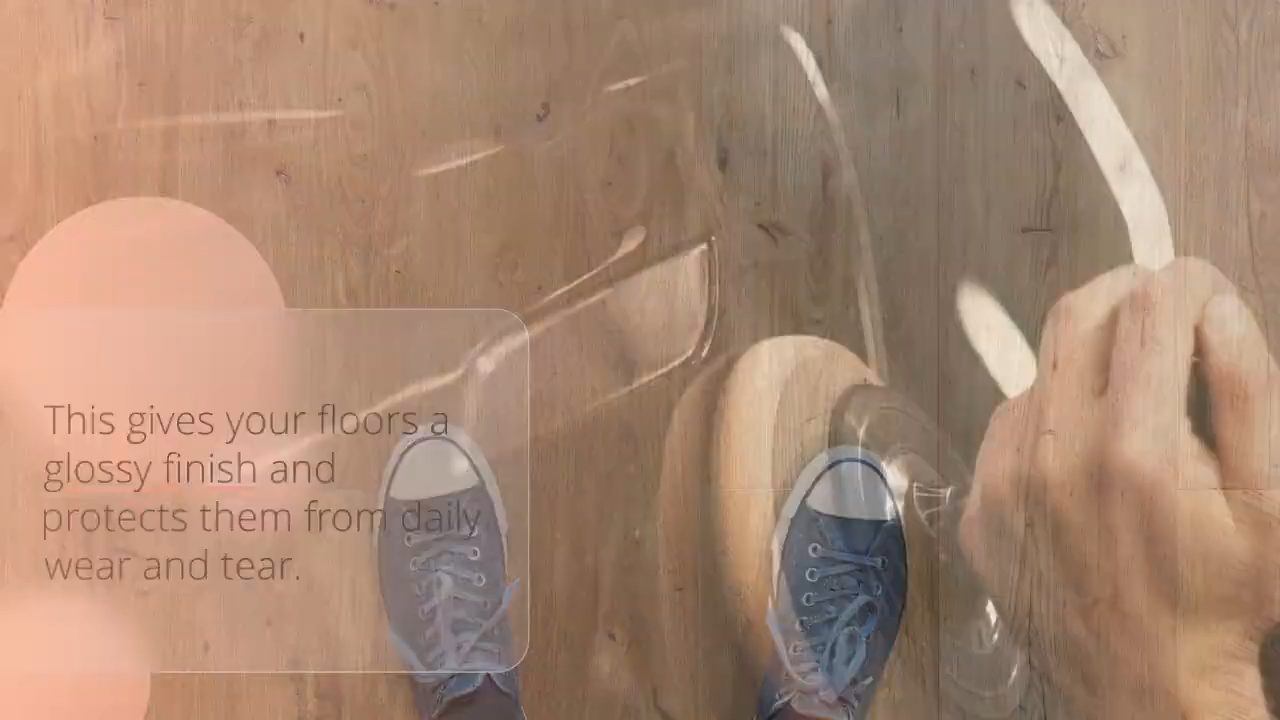 This gives your floors a
glossy finish and
protects them from daily
wear and tear.